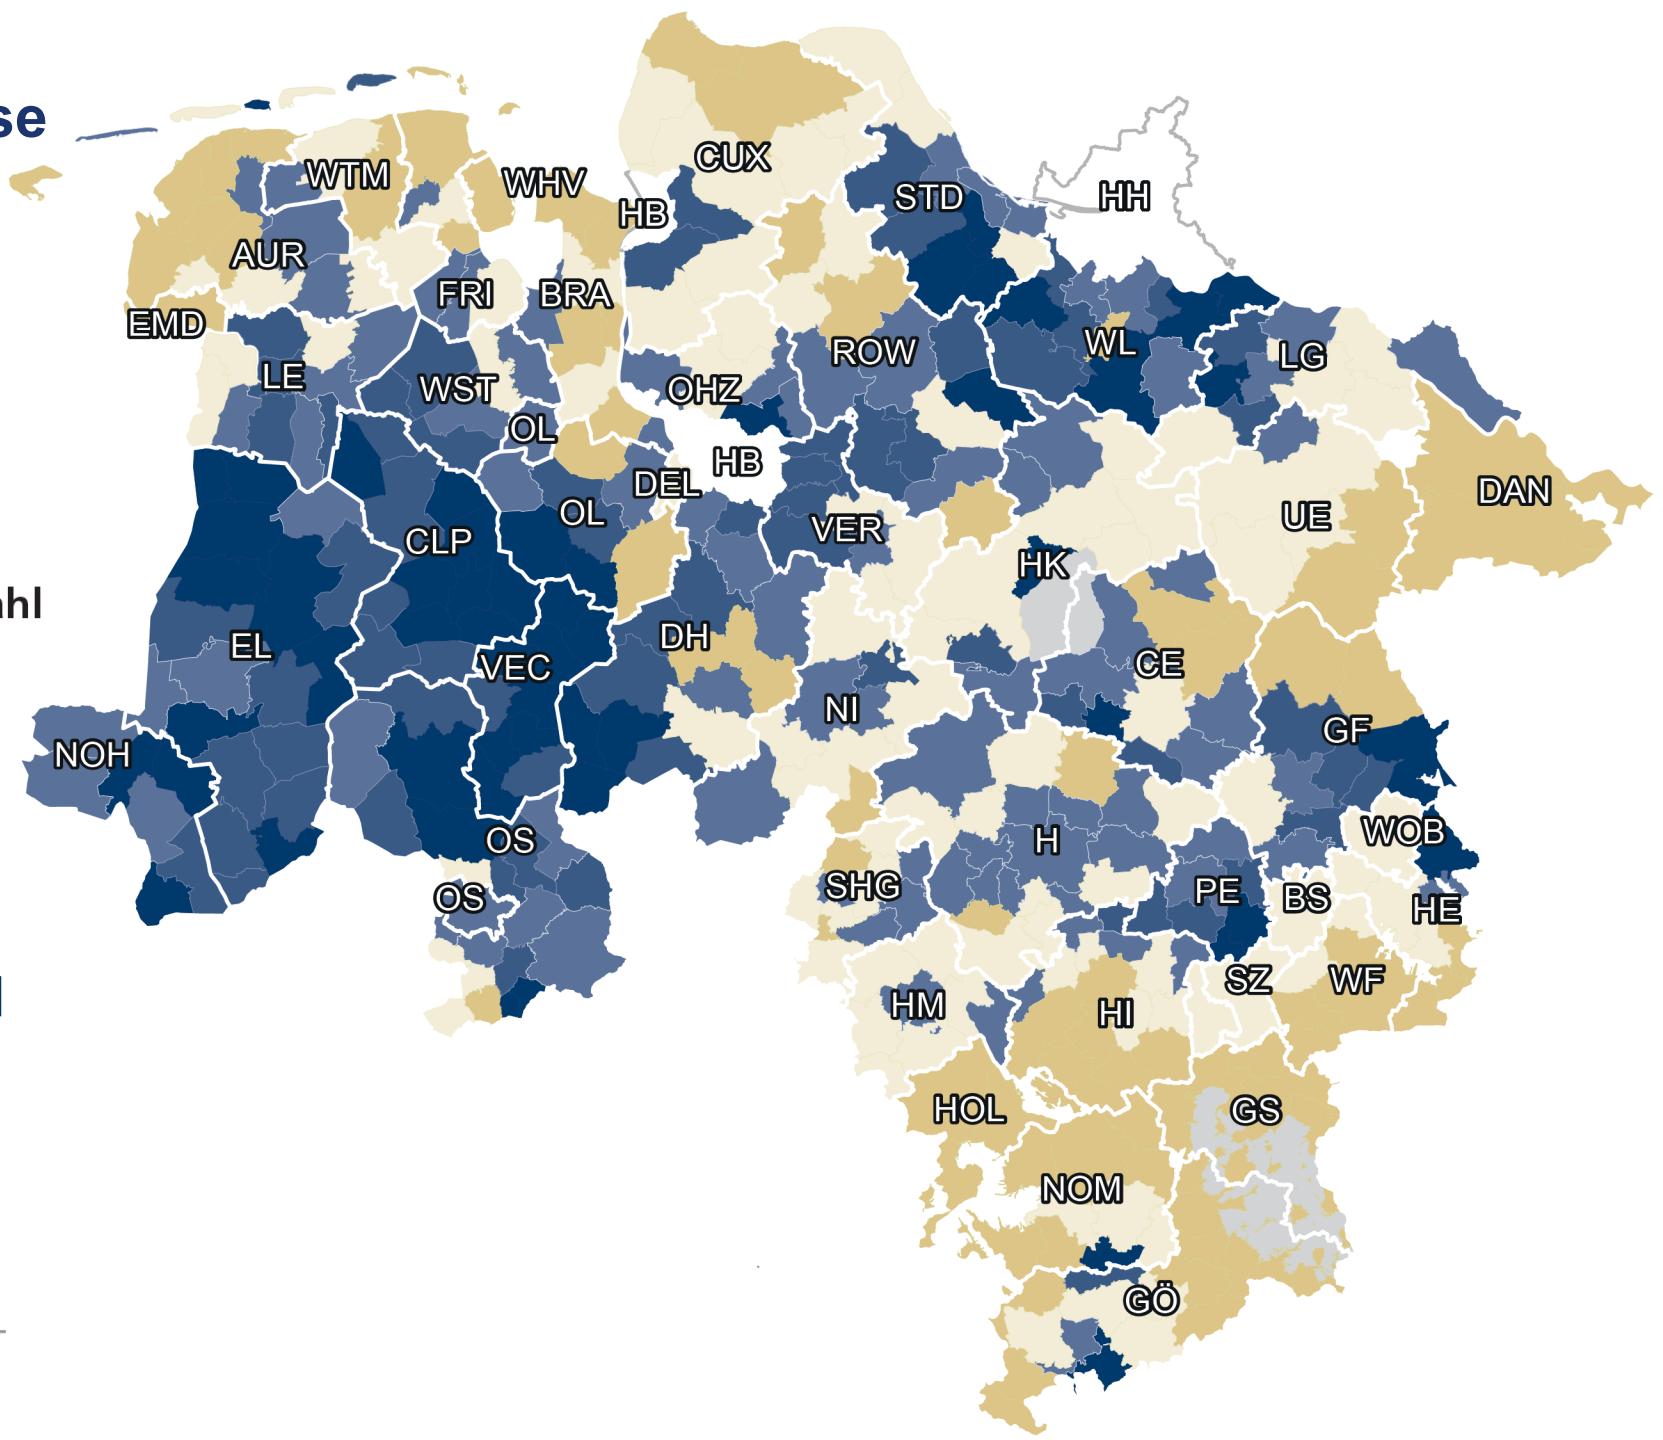 se
WTM
WHV
CUX
HB
STD
HH
AUR
FRI
BRA
EMD
LE
WST
OHZ
ROW
WL
LG
OL
HB
DEL
OL
CLP
VER
HK
UE
DAN
ahl
EL
VEC
DH
NI
CE
NOH
GF
OS
H
WOB
OS
SHG
PE
BS
HE
HM
HI
SZ
WF
HOL
GS
NOM
GÖ